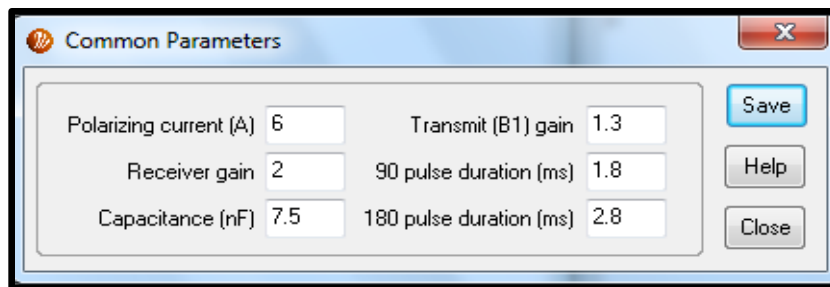 Common Parameters
Polarizing current (A) 6 Transmit (B1) gain 1.3 Save
Receiver gain 2 90 pulse duration (ms) 1.8 Help
Capacitance (nF) 7.5 180 pulse duration (ms) 2.8 Close